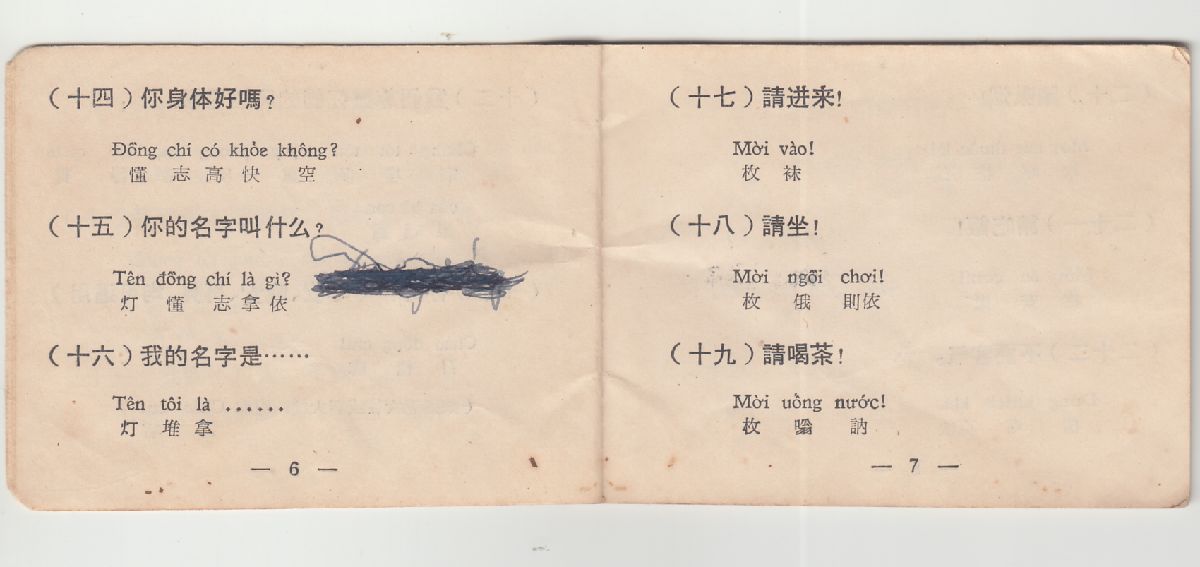 （十四）你身体好嗎？
Đồng chí có khỏe không?
懂 志 高 快 空
（十五）你的名字叫什么？
Tên đồng chí là gì?
灯 懂 志 拿 依
（十六）我的名字是……
Tên tôi là ......
灯 堆 拿
— 6 —
（十七）請进来！
Mời vào!
枚 袜
（十八）請坐！
Mời ngồi chơi!
枚 俄 則依
（十九）請喝茶！
Mời uống nước!
枚 嗡 訥
— 7 —